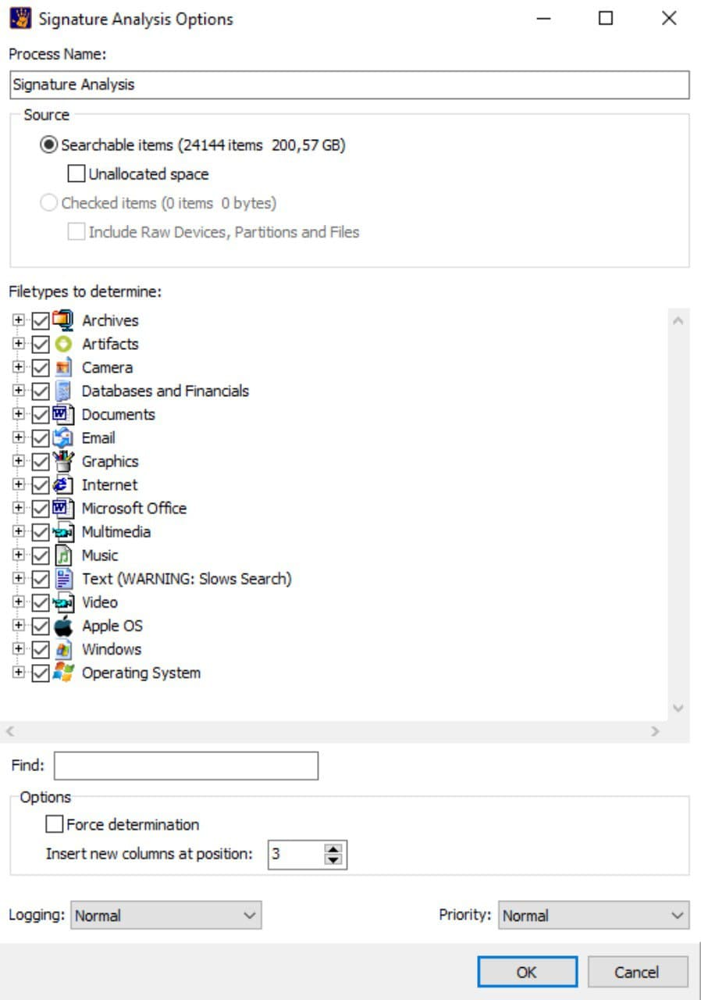 Signature Analysis Options
Process Name:
Signature Analysis
Source
Searchable items (24144 items 200,57 GB)
Unallocated space
Checked items (0 items 0 bytes)
Include Raw Devices, Partitions and Files
Filetypes to determine:
Archives
Artifacts
Camera
Databases and Financials
Documents
Email
Graphics
Internet
Microsoft Office
Multimedia
Music
Text (WARNING: Slows Search)
Video
Apple OS
Windows
Operating System
Find:
Options
Force determination
Insert new columns at position: 3
Logging: Normal Priority: Normal
OK Cancel